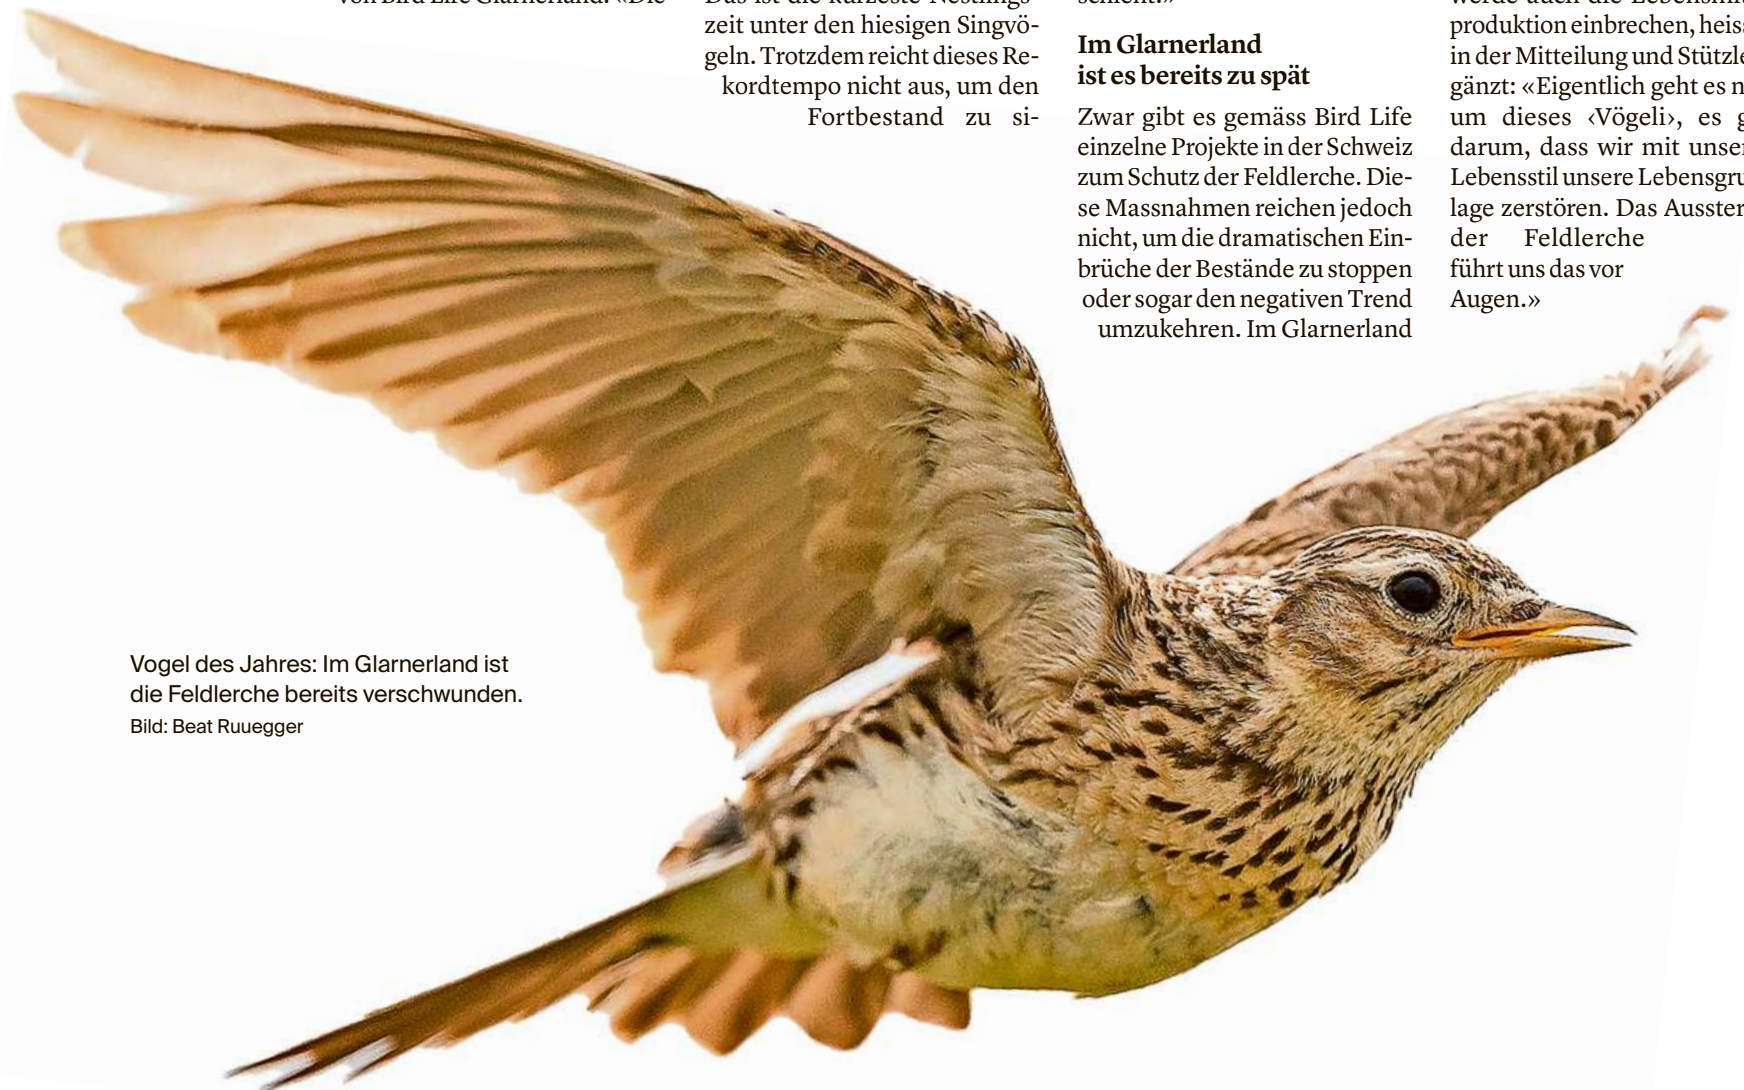 von Bird Life Glarnerland. «Die
Das ist die kürzeste Nestlings-
zeit unter den hiesigen Singvö-
geln. Trotzdem reicht dieses Re-
kordtempo nicht aus, um den
Fortbestand zu si-
schieht.»
Im Glarnerland
ist es bereits zu spät
Zwar gibt es gemäss Bird Life
einzelne Projekte in der Schweiz
zum Schutz der Feldlerche. Die-
se Massnahmen reichen jedoch
nicht, um die dramatischen Ein-
brüche der Bestände zu stoppen
oder sogar den negativen Trend
umzukehren. Im Glarnerland
werde auch die
produktion einbrechen,
in der Mitteilung und
gänzt: «Eigentlich geht es
um dieses ‹Vögeli›, es
darum, dass wir mit
Lebensstil unsere
lage zerstören. Das
der Feldlerche
führt uns das vor
Augen.»
Vogel des Jahres: Im Glarnerland ist
die Feldlerche bereits verschwunden.
Bild: Beat Ruuegger